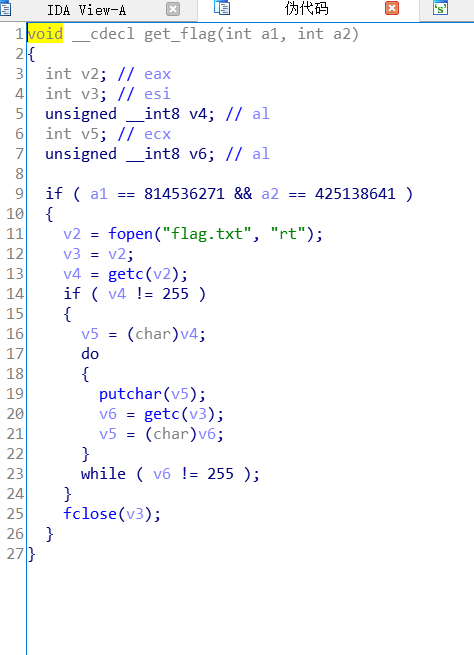 IDA View-A 伪代码 's'
1 void __cdecl get_flag(int a1, int a2)
2 {
3   int v2; // eax
4   int v3; // esi
5   unsigned __int8 v4; // al
6   int v5; // ecx
7   unsigned __int8 v6; // al
8
9   if ( a1 == 814536271 && a2 == 425138641 )
10   {
11     v2 = fopen("flag.txt", "rt");
12     v3 = v2;
13     v4 = getc(v2);
14     if ( v4 != 255 )
15     {
16       v5 = (char)v4;
17       do
18       {
19         putchar(v5);
20         v6 = getc(v3);
21         v5 = (char)v6;
22       }
23       while ( v6 != 255 );
24     }
25     fclose(v3);
26   }
27 }